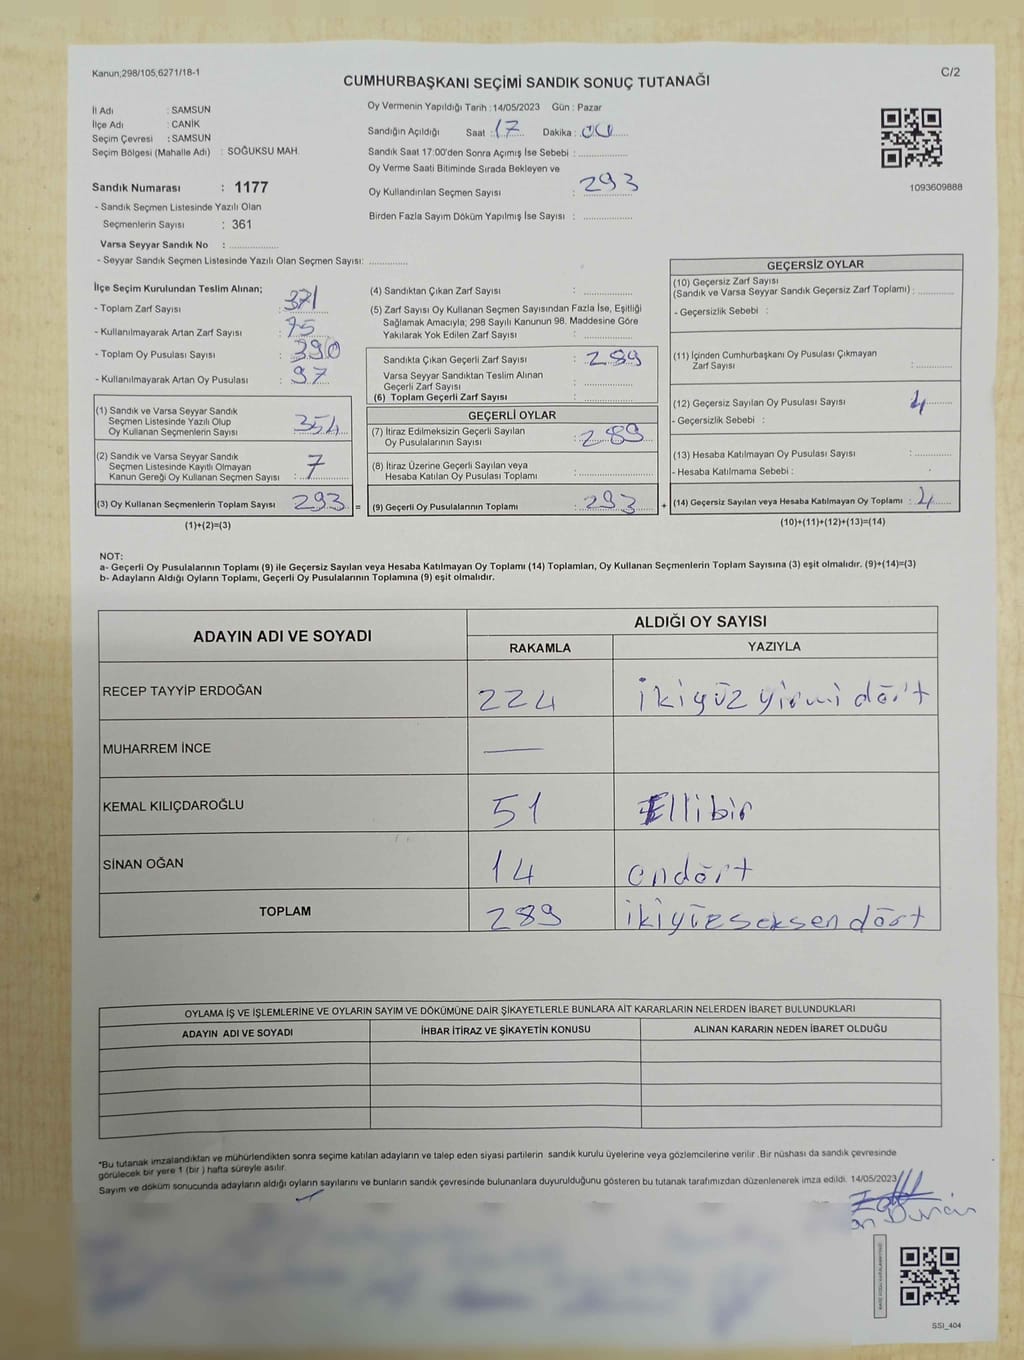 Kanun;298/105,6271/18-1
C/2
CUMHURBAŞKANI SEÇİMİ SANDIK SONUÇ TUTANAĞI
İl Adı : SAMSUN
İlçe Adı : CANİK
Seçim Çevresi : SAMSUN
Seçim Bölgesi (Mahalle Adı) : SOĞUKSU MAH.
Sandık Numarası : 1177
- Sandık Seçmen Listesinde Yazılı Olan
Seçmenlerin Sayısı : 361
Varsa Seyyar Sandık No : ..............
- Seyyar Sandık Seçmen Listesinde Yazılı Olan Seçmen Sayısı: ............
Oy Vermenin Yapıldığı Tarih : 14/05/2023 Gün : Pazar
Sandığın Açıldığı Saat : 17 Dakika : 00
Sandık Saat 17:00'den Sonra Açımış İse Sebebi : ..............
Oy Verme Saati Bitiminde Sırada Bekleyen ve
Oy Kullandırılan Seçmen Sayısı : 293
Birden Fazla Sayım Döküm Yapılmış İse Sayısı : ..............
1093609888
İlçe Seçim Kurulundan Teslim Alınan;
- Toplam Zarf Sayısı : 371
- Kullanılmayarak Artan Zarf Sayısı : 75
- Toplam Oy Pusulası Sayısı : 390
- Kullanılmayarak Artan Oy Pusulası : 97
(1) Sandık ve Varsa Seyyar Sandık
Seçmen Listesinde Yazılı Olup
Oy Kullanan Seçmenlerin Sayısı 354
(2) Sandık ve Varsa Seyyar Sandık
Seçmen Listesinde Kayıtlı Olmayan
Kanun Gereği Oy Kullanan Seçmen Sayısı : 7
(3) Oy Kullanan Seçmenlerin Toplam Sayısı 293 =
(1)+(2)=(3)
(4) Sandıktan Çıkan Zarf Sayısı : ..............
(5) Zarf Sayısı Oy Kullanan Seçmen Sayısından Fazla İse, Eşitliği
Sağlamak Amacıyla; 298 Sayılı Kanunun 98. Maddesine Göre
Yakılarak Yok Edilen Zarf Sayısı : ..............
Sandıkta Çıkan Geçerli Zarf Sayısı : 289
Varsa Seyyar Sandıktan Teslim Alınan
Geçerli Zarf Sayısı : ..............
(6) Toplam Geçerli Zarf Sayısı : ..............
GEÇERLİ OYLAR
(7) İtiraz Edilmeksizin Geçerli Sayılan
Oy Pusulalarının Sayısı : 289
(8) İtiraz Üzerine Geçerli Sayılan veya
Hesaba Katılan Oy Pusulası Toplamı : ..............
(9) Geçerli Oy Pusulalarının Toplamı : 293 +
GEÇERSİZ OYLAR
(10) Geçersiz Zarf Sayısı
(Sandık ve Varsa Seyyar Sandık Geçersiz Zarf Toplamı) : ..............
- Geçersizlik Sebebi :
(11) İçinden Cumhurbaşkanı Oy Pusulası Çıkmayan
Zarf Sayısı : ..............
(12) Geçersiz Sayılan Oy Pusulası Sayısı : 4
- Geçersizlik Sebebi :
(13) Hesaba Katılmayan Oy Pusulası Sayısı : ..............
- Hesaba Katılmama Sebebi :
(14) Geçersiz Sayılan veya Hesaba Katılmayan Oy Toplamı : 4
(10)+(11)+(12)+(13)=(14)
NOT:
a- Geçerli Oy Pusulalarının Toplamı (9) ile Geçersiz Sayılan veya Hesaba Katılmayan Oy Toplamı (14) Toplamları, Oy Kullanan Seçmenlerin Toplam Sayısına (3) eşit olmalıdır. (9)+(14)=(3)
b- Adayların Aldığı Oyların Toplamı, Geçerli Oy Pusulalarının Toplamına (9) eşit olmalıdır.
ADAYIN ADI VE SOYADI
ALDIĞI OY SAYISI
RAKAMLA YAZIYLA
RECEP TAYYİP ERDOĞAN 224 ikiyüz yirmi dört
MUHARREM İNCE —
KEMAL KILIÇDAROĞLU 51 Ellibir
SİNAN OĞAN 14 ondört
TOPLAM 289 ikiyüzseksen dört
OYLAMA İŞ VE İŞLEMLERİNE VE OYLARIN SAYIM VE DÖKÜMÜNE DAİR ŞİKAYETLERLE BUNLARA AİT KARARLARIN NELERDEN İBARET BULUNDUKLARI
ADAYIN ADI VE SOYADI İHBAR İTİRAZ VE ŞİKAYETİN KONUSU ALINAN KARARIN NEDEN İBARET OLDUĞU
*Bu tutanak imzalandıktan ve mühürlendikten sonra seçime katılan adayların ve talep eden siyasi partilerin sandık kurulu üyelerine veya gözlemcilerine verilir .Bir nüshası da sandık çevresinde
görülecek bir yere 1 (bir ) hafta süreyle asılır.
Sayım ve döküm sonucunda adayların aldığı oyların sayılarını ve bunların sandık çevresinde bulunanlara duyurulduğunu gösteren bu tutanak tarafımızdan düzenlenerek imza edildi. 14/05/2023
SSI_404